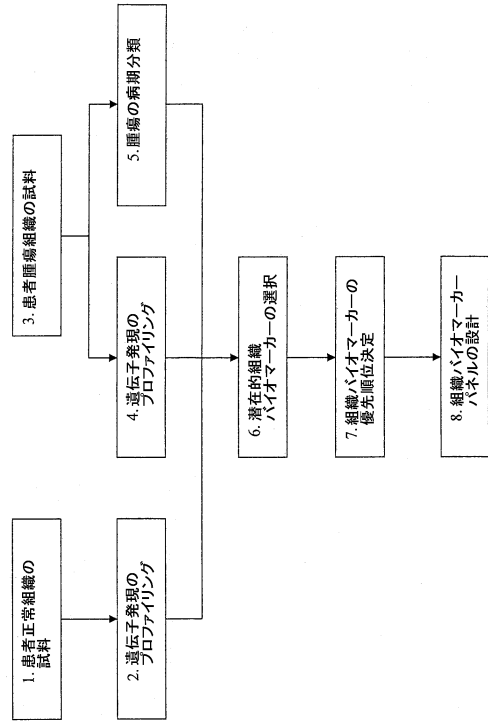 1. 患者正常組織の
試料
2. 遺伝子発現の
プロファイリング
3. 患者腫瘍組織の試料
4. 遺伝子発現の
プロファイリング
5. 腫瘍の病期分類
6. 潜在的組織
バイオマーカーの選択
7. 組織バイオマーカーの
優先順位決定
8. 組織バイオマーカー
パネルの設計